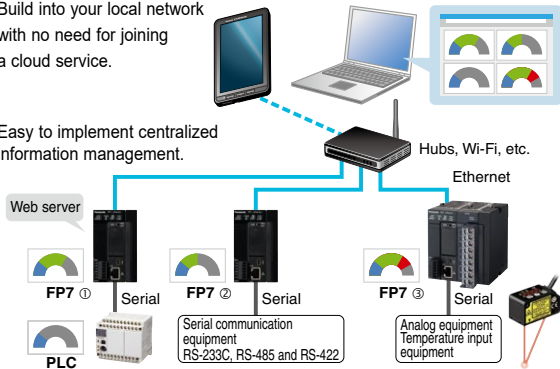 Build into your local network
with no need for joining
a cloud service.
Easy to implement centralized
information management.
Hubs, Wi-Fi, etc.
Ethernet
Web server
FP7 ①
Serial
FP7 ②
Serial
FP7 ③
Serial
PLC
Serial communication
equipment
RS-233C, RS-485 and RS-422
Analog equipment
Temperature input
equipment